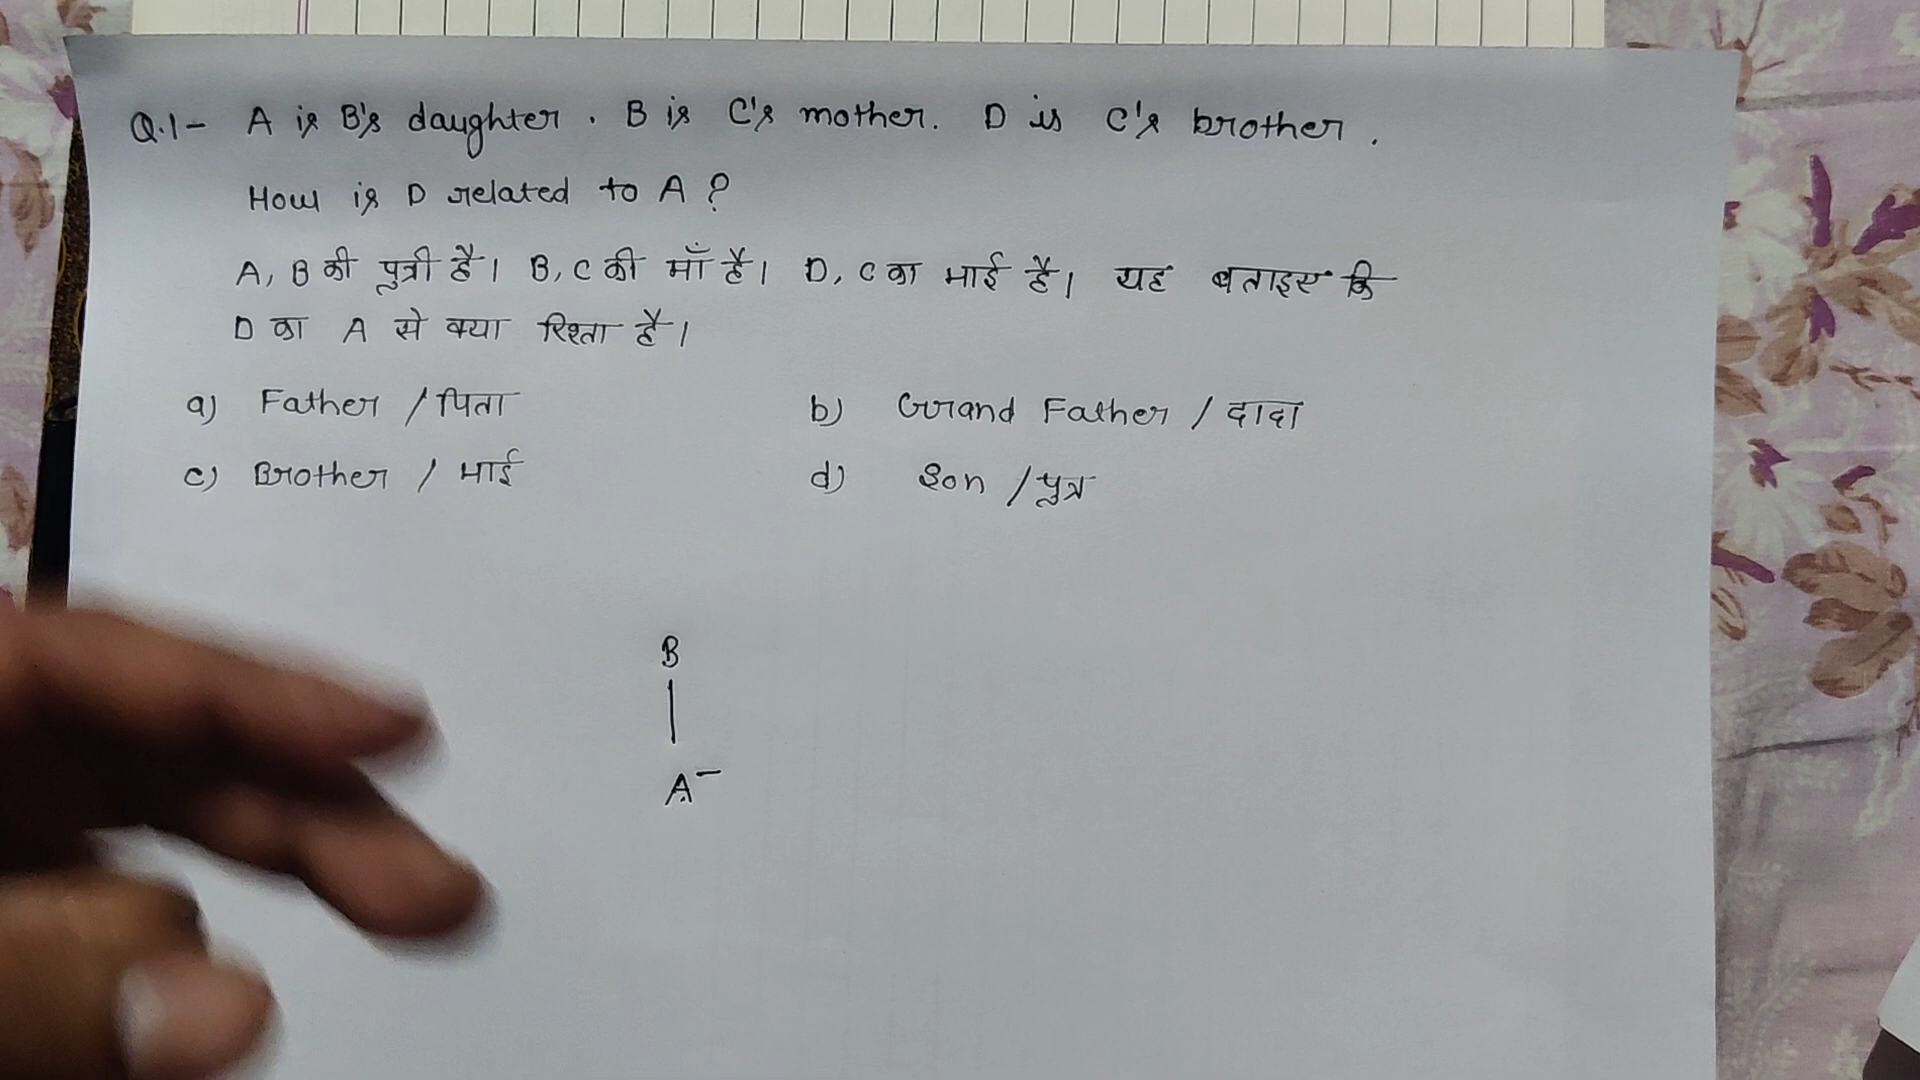 Q.1- A is B's daughter. B is C's mother. D is C's brother.
How is D related to A ?
A, B की पुत्री है। B, C की माँ है। D, C का भाई है। यह बताइए कि
D का A से क्या रिश्ता है।
a) Father / पिता b) Grand Father / दादा
c) Brother / भाई d) Son / पुत्र
B
A-